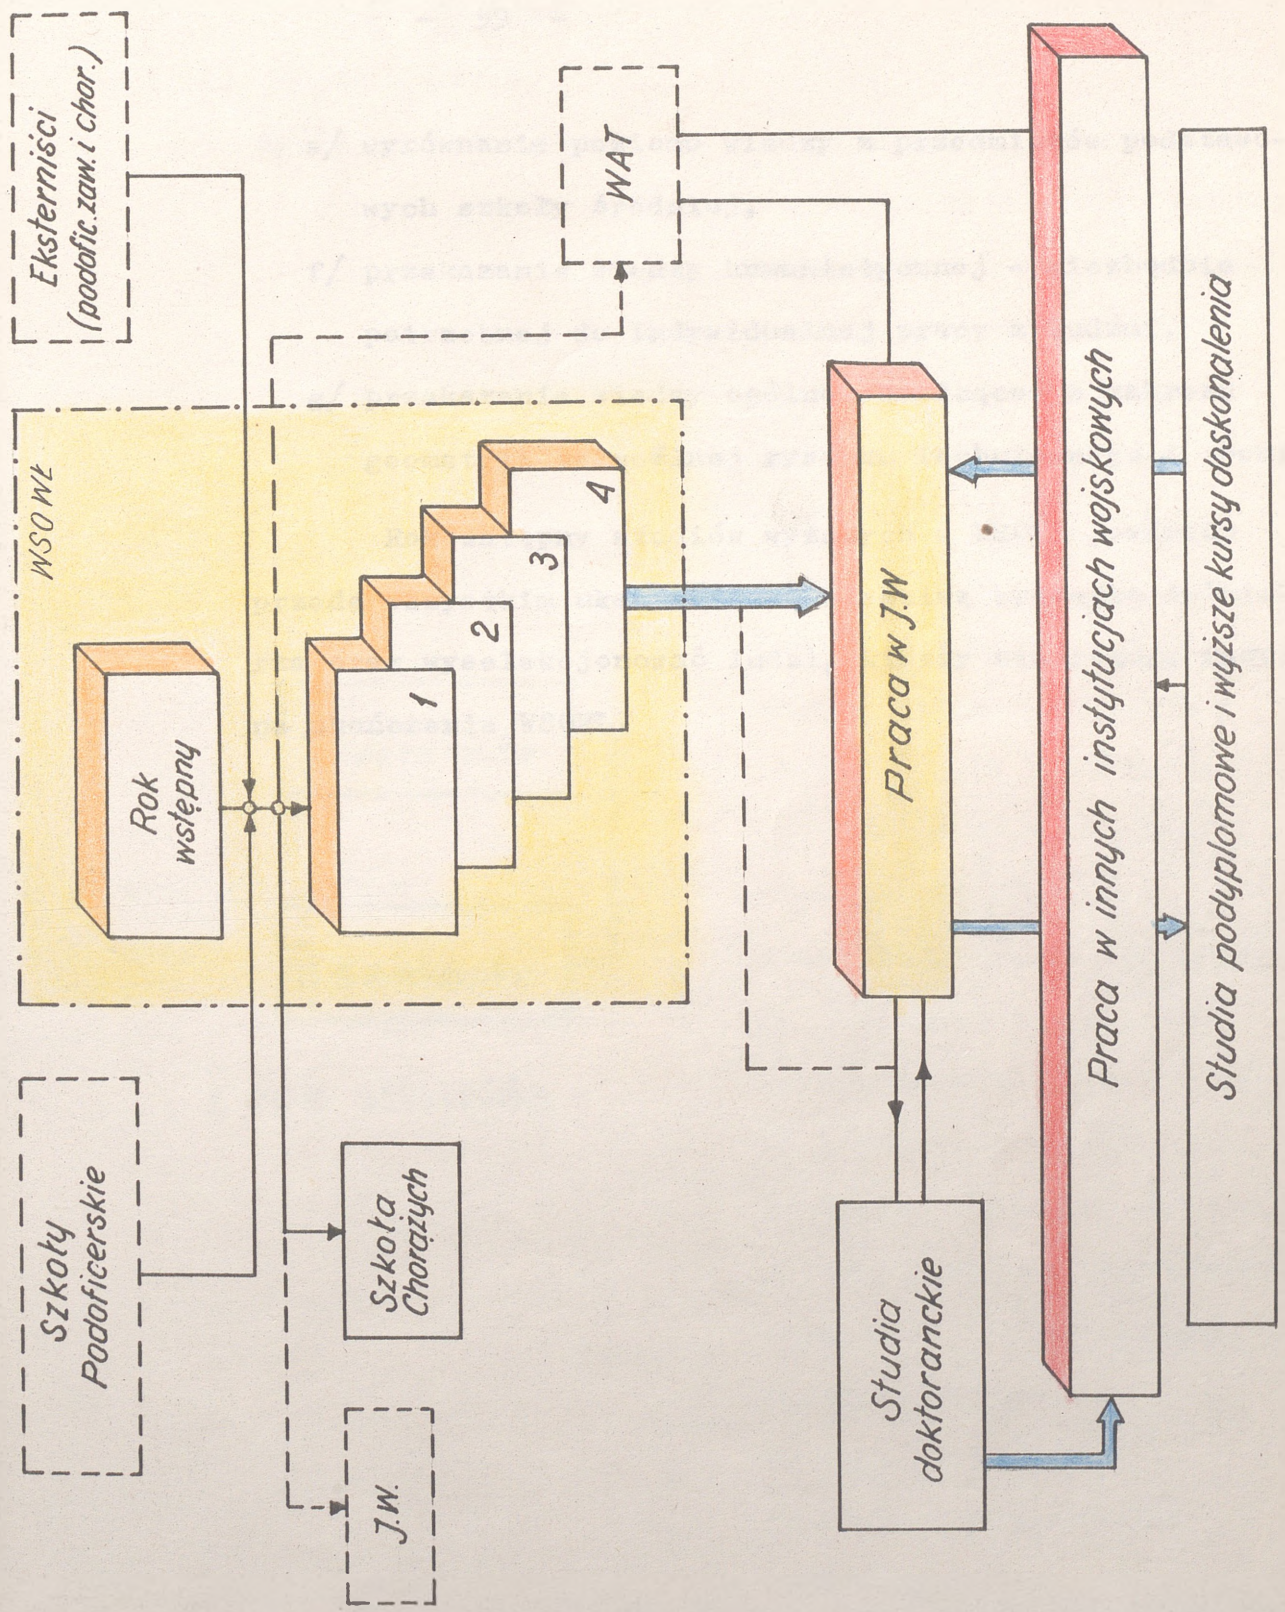 Szkoły
Podoficerskie
WSO WŁ
Eksterniści
(podofic. zaw. i chor.)
Rok
wstępny
J.W.
Szkoła
Chorążych
1
2
3
4
WAT
Studia
doktoranckie
Praca w J.W
Praca w innych instytucjach wojskowych
Studia podyplomowe i wyższe kursy doskonalenia